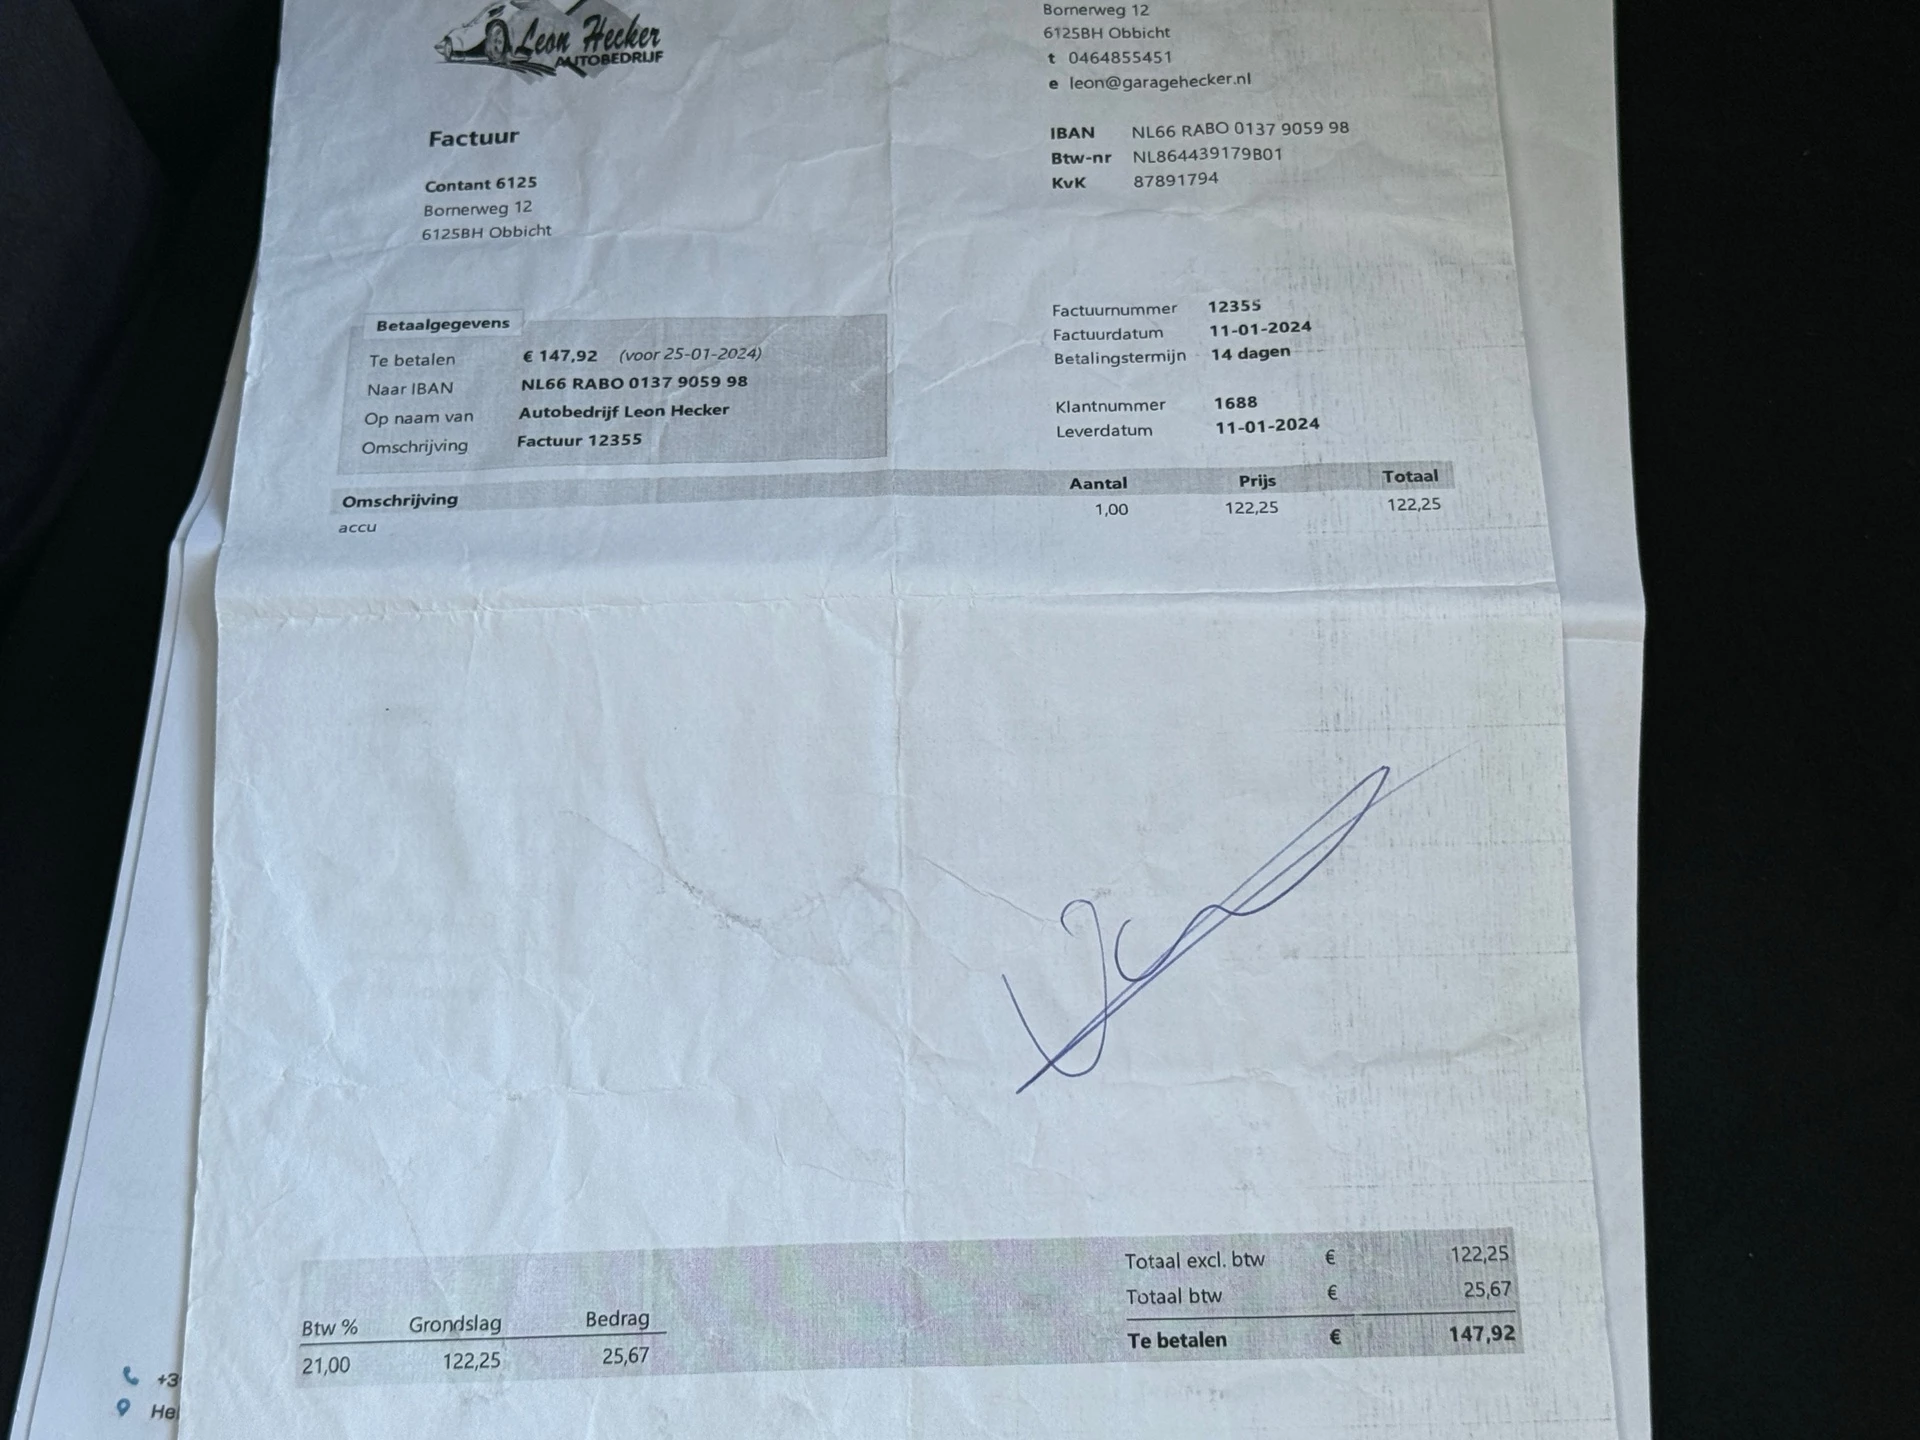 Leon Hecker
AUTOBEDRIJF
Bornerweg 12
6125BH Obbicht
t 0464855451
e leon@garagehecker.nl
IBAN NL66 RABO 0137 9059 98
Btw-nr NL864439179B01
KvK 87891794
Factuur
Contant 6125
Bornerweg 12
6125BH Obbicht
Betaalgegevens
Te betalen € 147,92 (voor 25-01-2024)
Naar IBAN NL66 RABO 0137 9059 98
Op naam van Autobedrijf Leon Hecker
Omschrijving Factuur 12355
Factuurnummer 12355
Factuurdatum 11-01-2024
Betalingstermijn 14 dagen
Klantnummer 1688
Leverdatum 11-01-2024
Omschrijving Aantal Prijs Totaal
accu 1,00 122,25 122,25
Btw % Grondslag Bedrag
21,00 122,25 25,67
Totaal excl. btw € 122,25
Totaal btw € 25,67
Te betalen € 147,92
+3
Hel